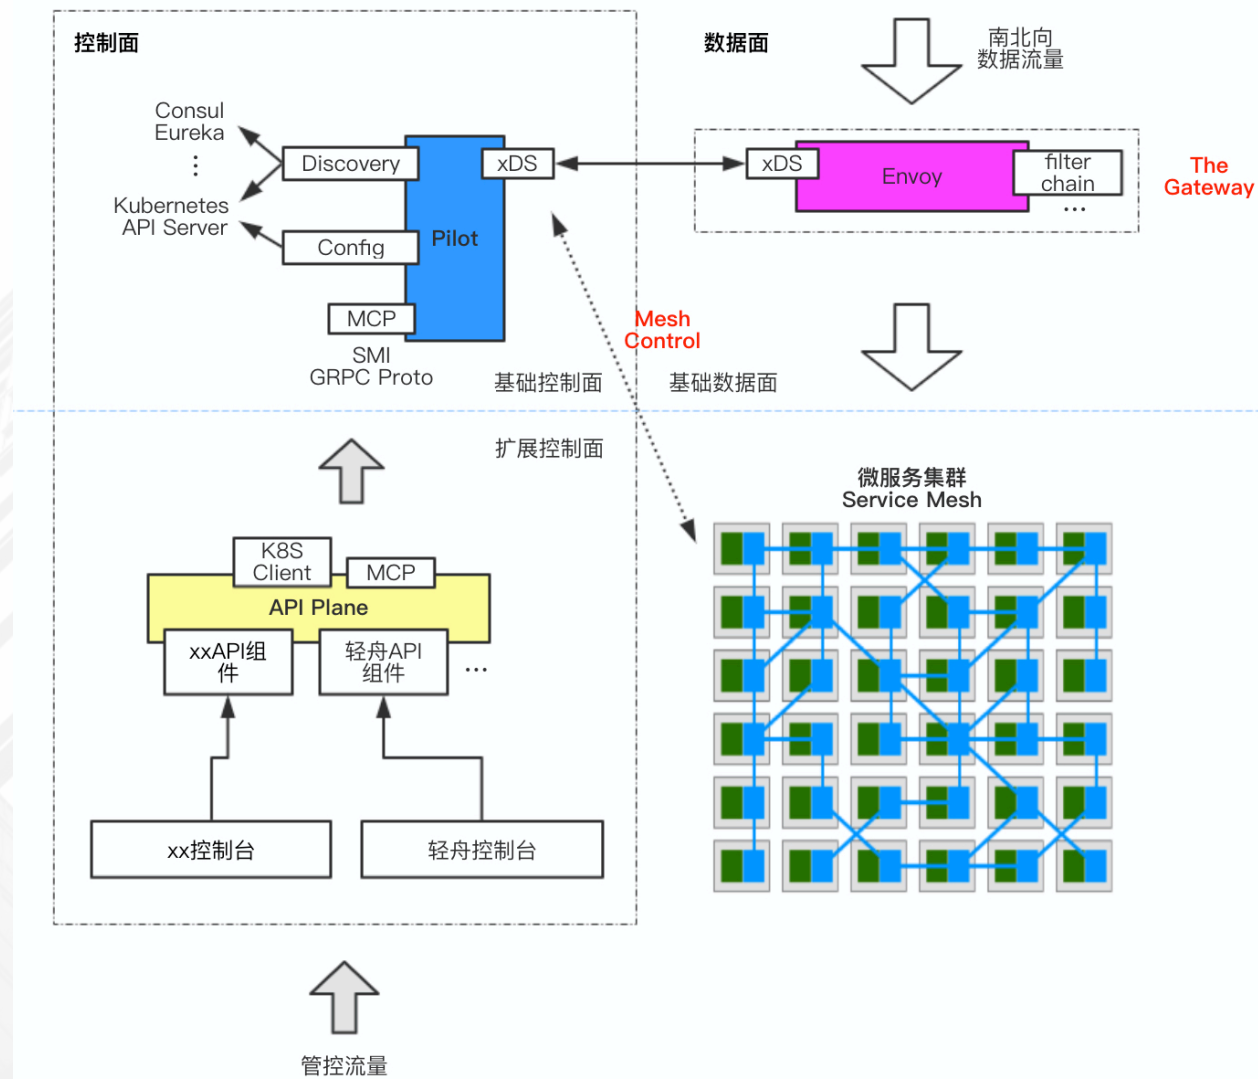 控制面
数据面
南北向
数据流量
Consul
Eureka
⋮
Discovery
xDS
xDS
Envoy
filter
chain
...
The
Gateway
Kubernetes
API Server
Config
Pilot
MCP
SMI
GRPC Proto
Mesh
Control
基础控制面
基础数据面
扩展控制面
微服务集群
Service Mesh
K8S
Client
MCP
API Plane
xxAPI组
件
轻舟API
组件
...
xx控制台
轻舟控制台
管控流量